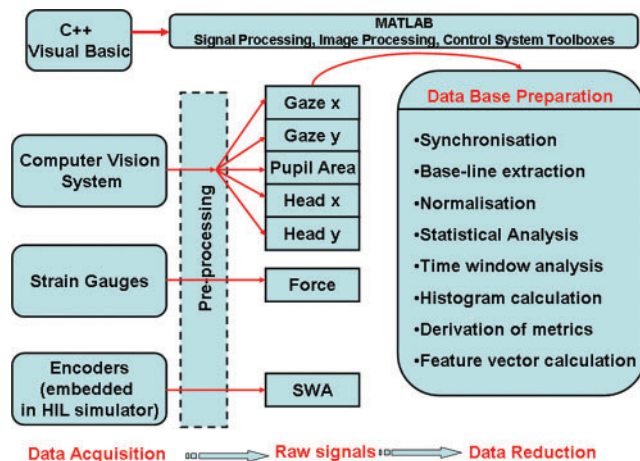 C++
Visual Basic
MATLAB
Signal Processing, Image Processing, Control System Toolboxes
Computer Vision
System
Strain Gauges
Encoders
(embedded
in HIL simulator)
Pre-processing
Gaze x
Gaze y
Pupil Area
Head x
Head y
Force
SWA
Data Base Preparation
•Synchronisation
•Base-line extraction
•Normalisation
•Statistical Analysis
•Time window analysis
•Histogram calculation
•Derivation of metrics
•Feature vector calculation
Data Acquisition
Raw signals
Data Reduction